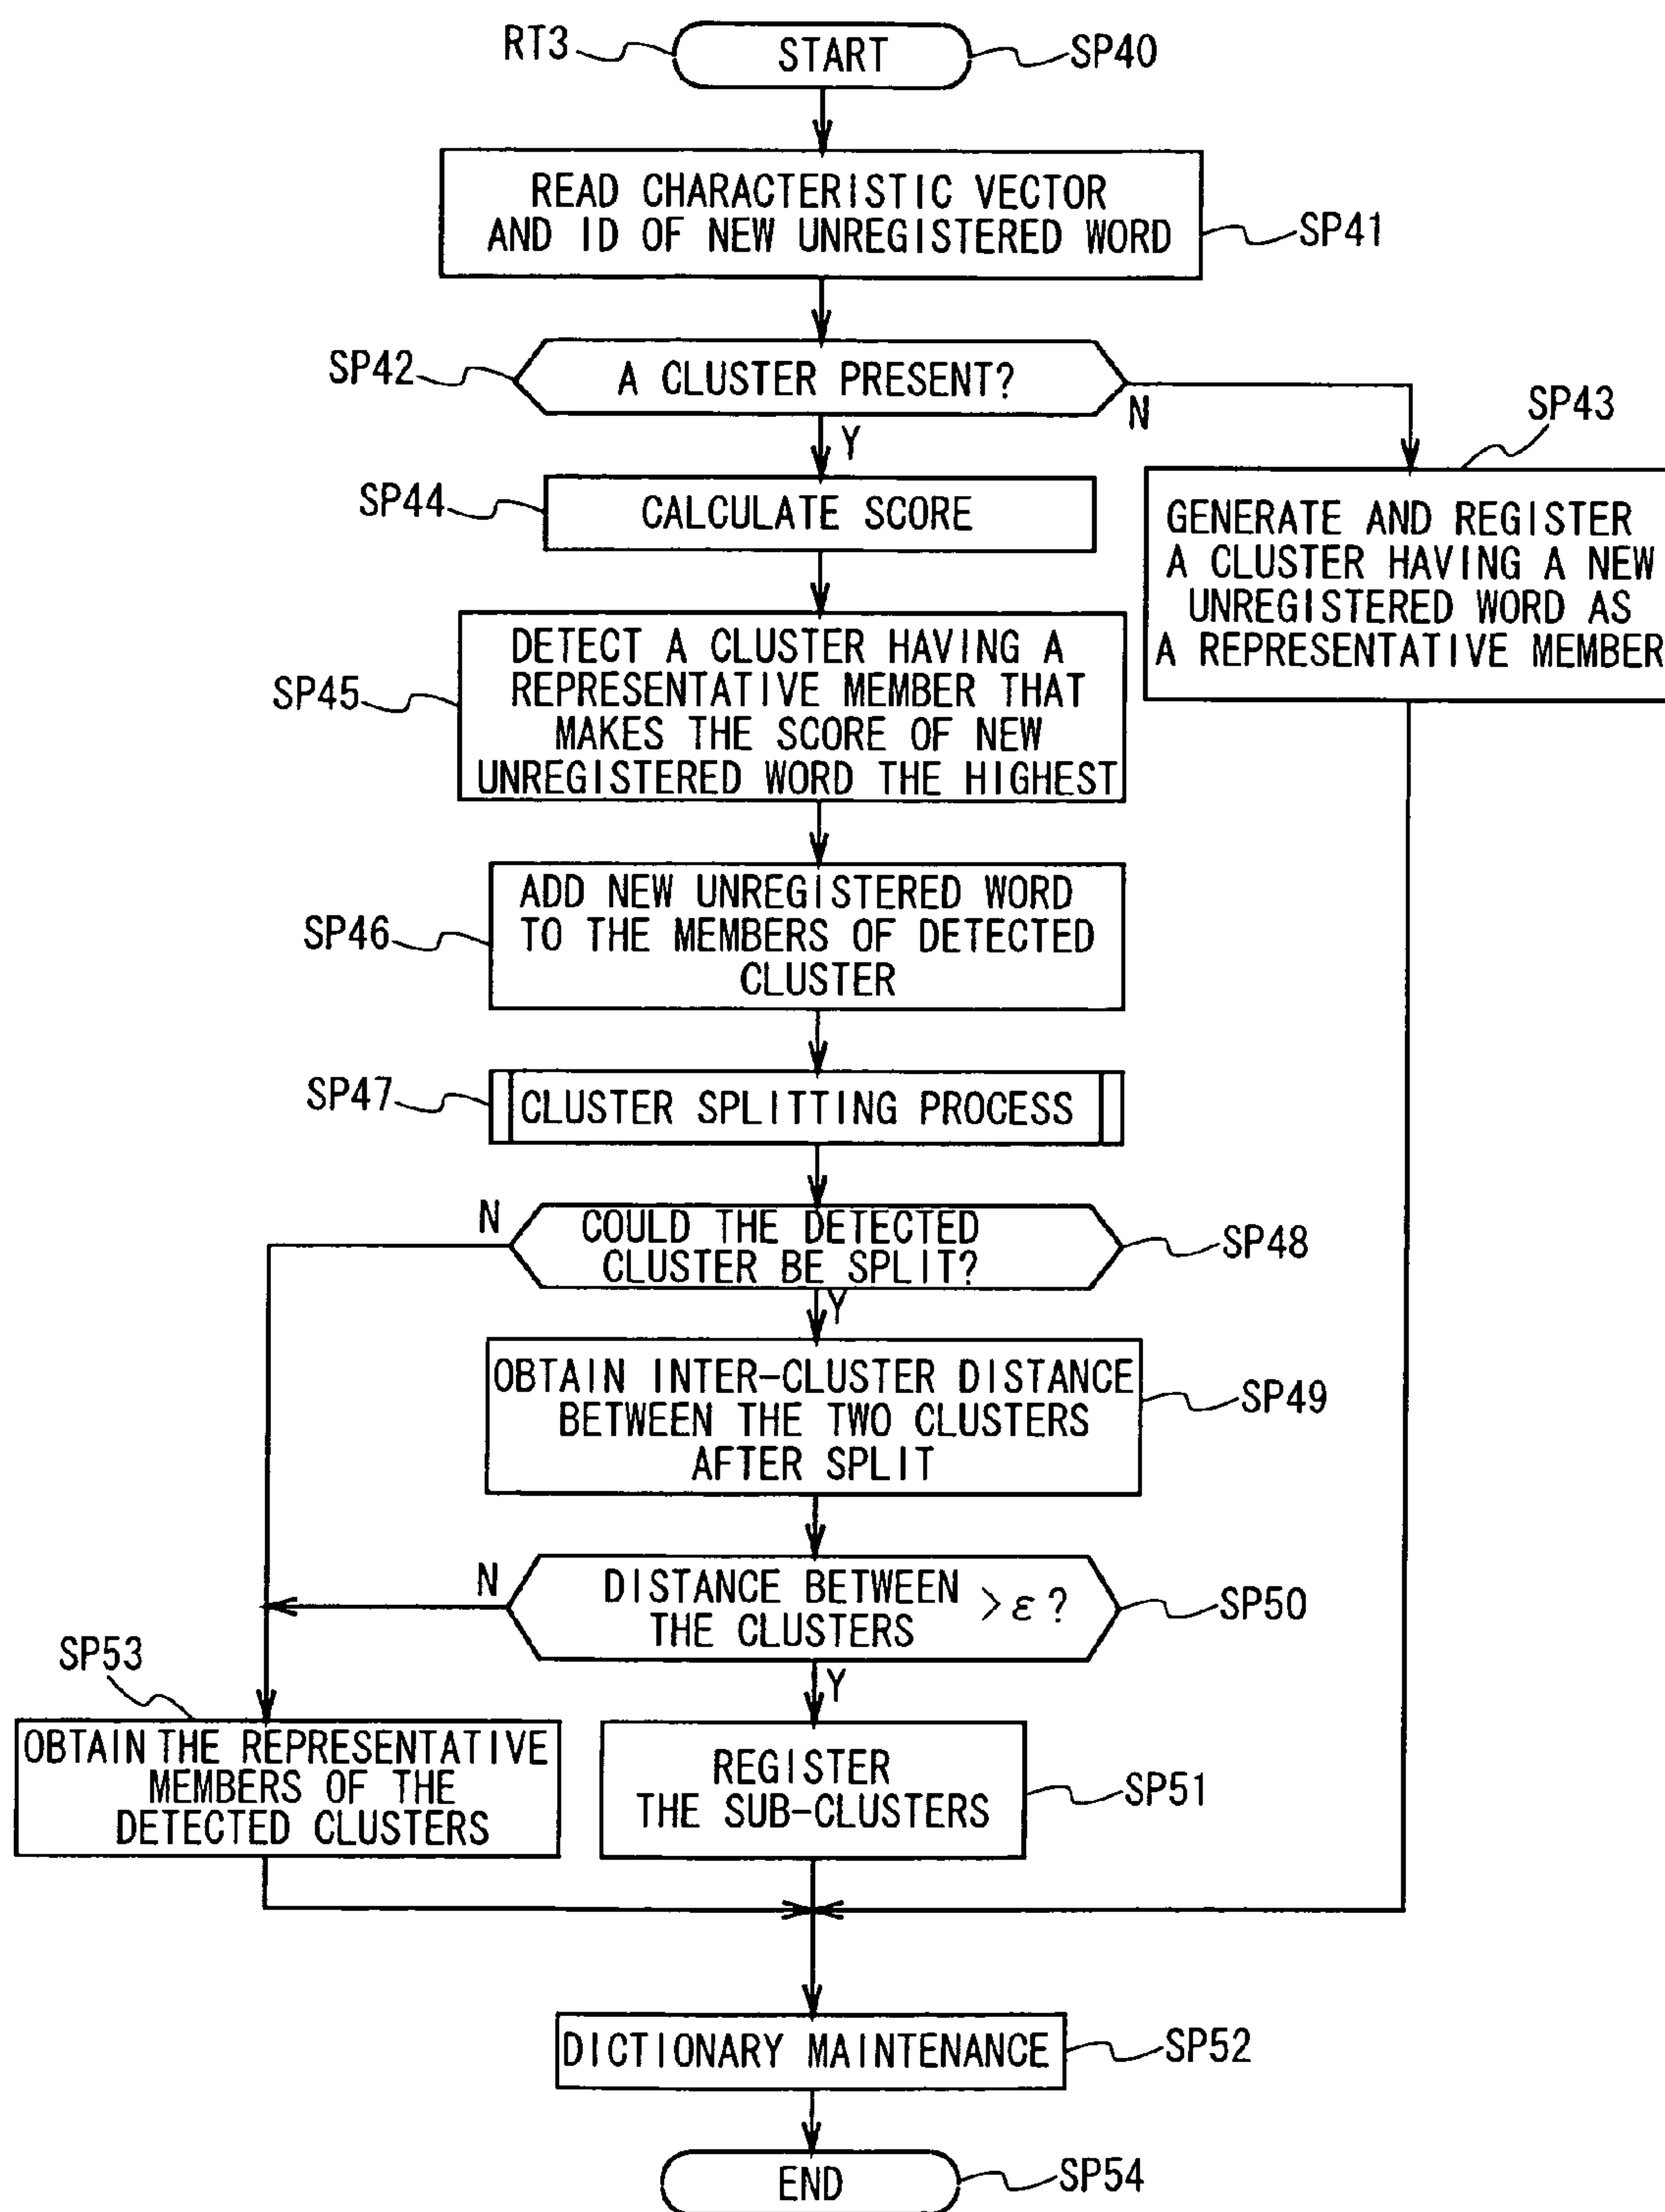 RT3
START
SP40
READ CHARACTERISTIC VECTOR
AND ID OF NEW UNREGISTERED WORD
SP41
SP42
A CLUSTER PRESENT?
N
Y
SP43
GENERATE AND REGISTER
A CLUSTER HAVING A NEW
UNREGISTERED WORD AS
A REPRESENTATIVE MEMBER
SP44
CALCULATE SCORE
SP45
DETECT A CLUSTER HAVING A
REPRESENTATIVE MEMBER THAT
MAKES THE SCORE OF NEW
UNREGISTERED WORD THE HIGHEST
SP46
ADD NEW UNREGISTERED WORD
TO THE MEMBERS OF DETECTED
CLUSTER
SP47
CLUSTER SPLITTING PROCESS
N
COULD THE DETECTED
CLUSTER BE SPLIT?
SP48
Y
OBTAIN INTER-CLUSTER DISTANCE
BETWEEN THE TWO CLUSTERS
AFTER SPLIT
SP49
N
DISTANCE BETWEEN
THE CLUSTERS
>ε?
SP50
Y
SP53
OBTAIN THE REPRESENTATIVE
MEMBERS OF THE
DETECTED CLUSTERS
REGISTER
THE SUB-CLUSTERS
SP51
DICTIONARY MAINTENANCE
SP52
END
SP54